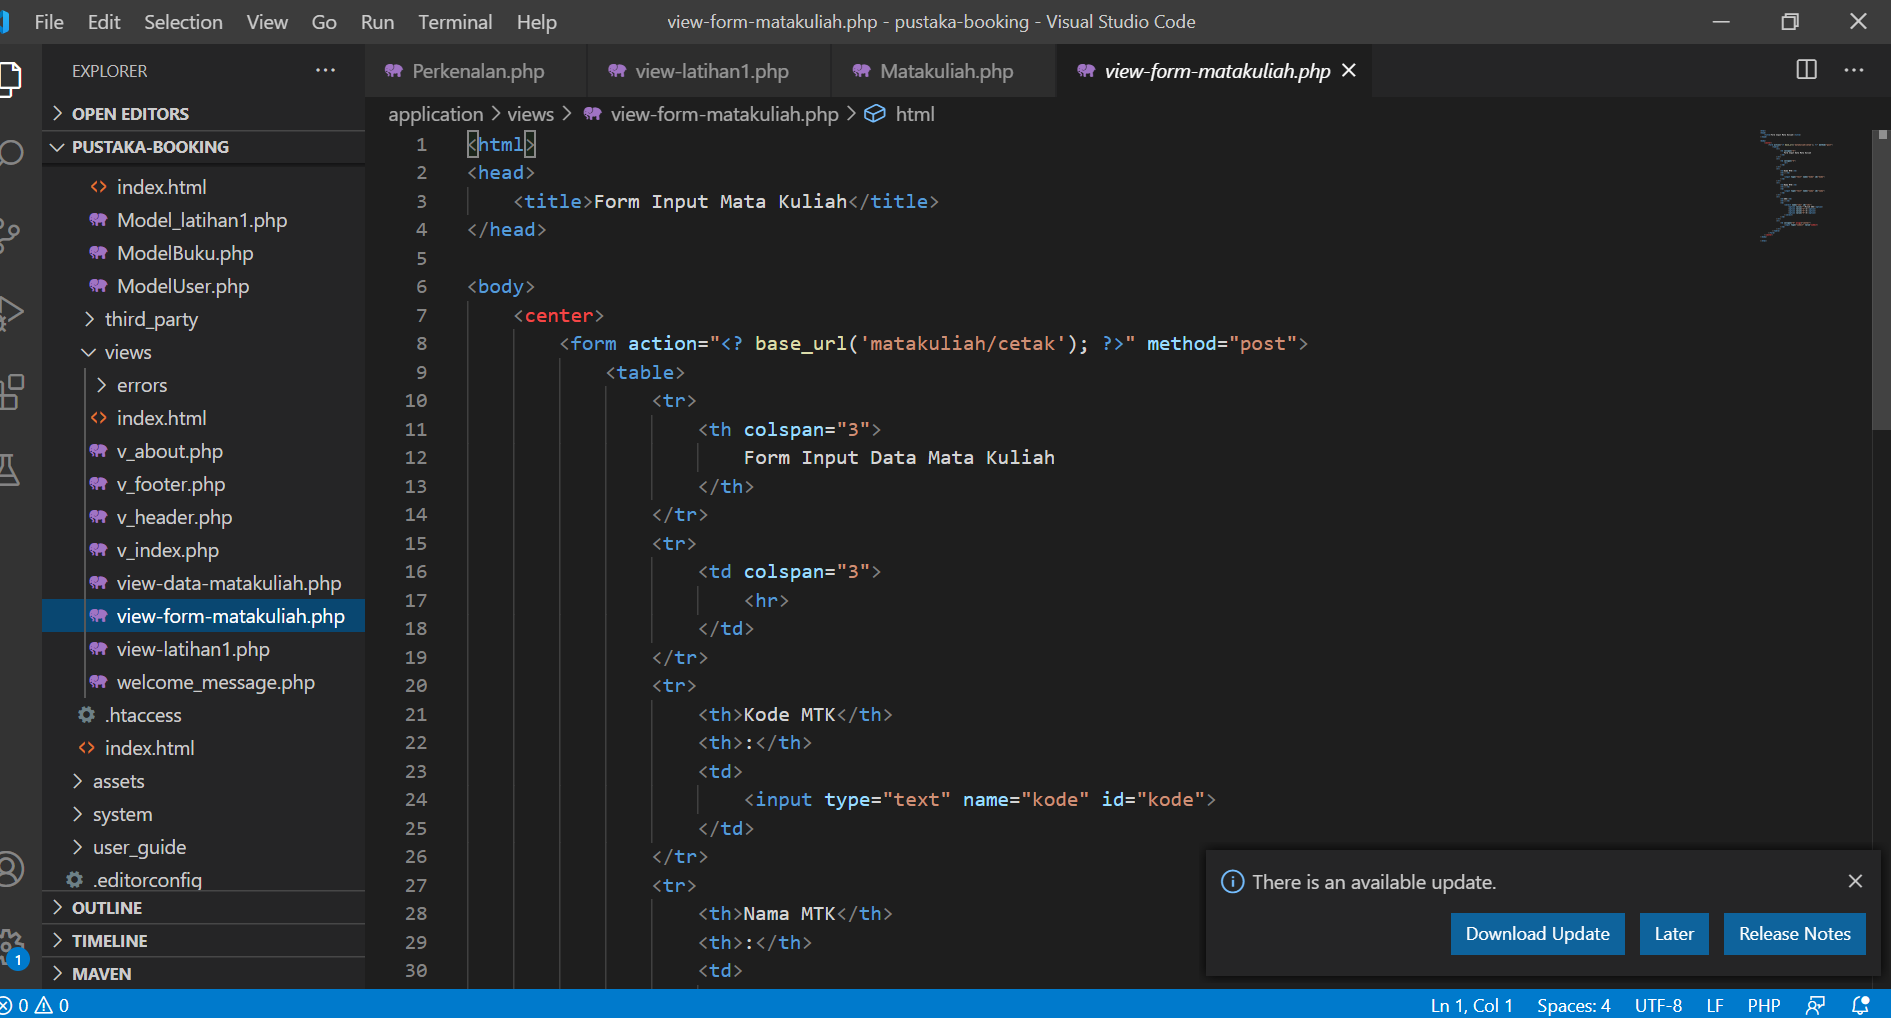 File Edit Selection View Go Run Terminal Help view-form-matakuliah.php - pustaka-booking - Visual Studio Code
EXPLORER
Perkenalan.php view-latihan1.php Matakuliah.php view-form-matakuliah.php
OPEN EDITORS
PUSTAKA-BOOKING
index.html
Model_latihan1.php
ModelBuku.php
ModelUser.php
third_party
views
errors
index.html
v_about.php
v_footer.php
v_header.php
v_index.php
view-data-matakuliah.php
view-form-matakuliah.php
view-latihan1.php
welcome_message.php
.htaccess
index.html
assets
system
user_guide
.editorconfig
OUTLINE
TIMELINE
MAVEN
1
application > views > view-form-matakuliah.php > html
1 <html>
2 <head>
3 <title>Form Input Mata Kuliah</title>
4 </head>
5
6 <body>
7 <center>
8 <form action="<? base_url('matakuliah/cetak'); ?>" method="post">
9 <table>
10 <tr>
11 <th colspan="3">
12 Form Input Data Mata Kuliah
13 </th>
14 </tr>
15 <tr>
16 <td colspan="3">
17 <hr>
18 </td>
19 </tr>
20 <tr>
21 <th>Kode MTK</th>
22 <th>:</th>
23 <td>
24 <input type="text" name="kode" id="kode">
25 </td>
26 </tr>
27 <tr>
28 <th>Nama MTK</th>
29 <th>:</th>
30 <td>
There is an available update.
Download Update Later Release Notes
0 0 Ln 1, Col 1 Spaces: 4 UTF-8 LF PHP